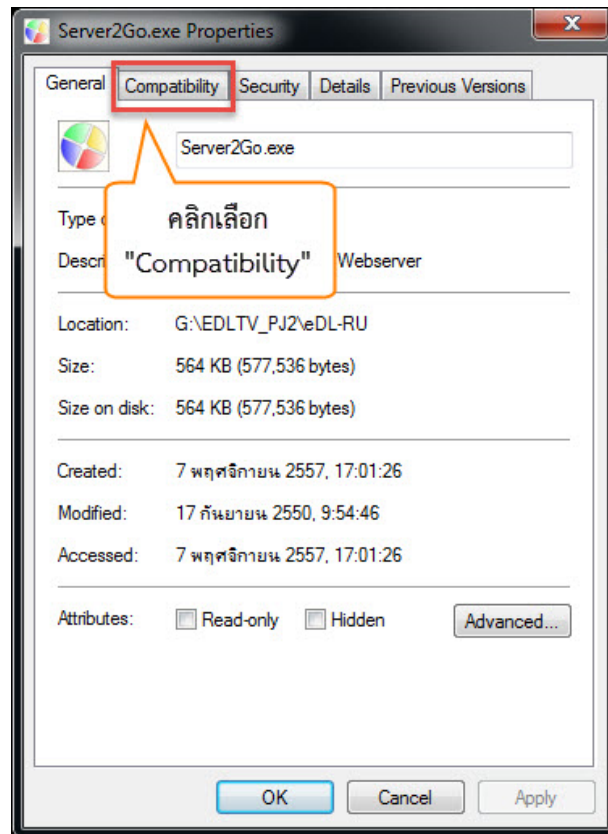 Server2Go.exe Properties
General Compatibility Security Details Previous Versions
Server2Go.exe
Type
คลิกเลือก
"Compatibility"
Descri Webserver
Location: G:\EDLTV_PJ2\eDL-RU
Size: 564 KB (577,536 bytes)
Size on disk: 564 KB (577,536 bytes)
Created: 7 พฤศจิกายน 2557, 17:01:26
Modified: 17 กันยายน 2550, 9:54:46
Accessed: 7 พฤศจิกายน 2557, 17:01:26
Attributes: Read-only Hidden Advanced...
OK Cancel Apply